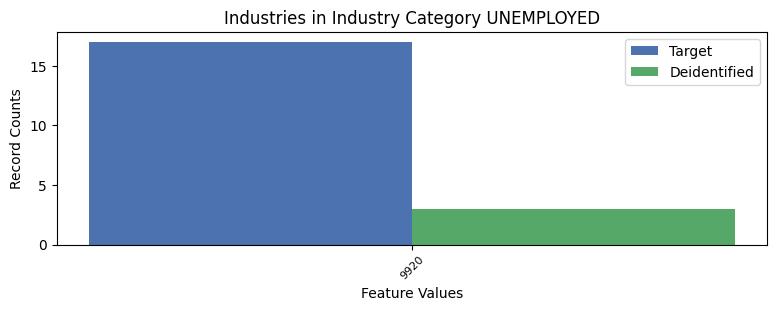 Industries in Industry Category UNEMPLOYED
Target
Deidentified
Record Counts
15
10
5
0
9920
Feature Values